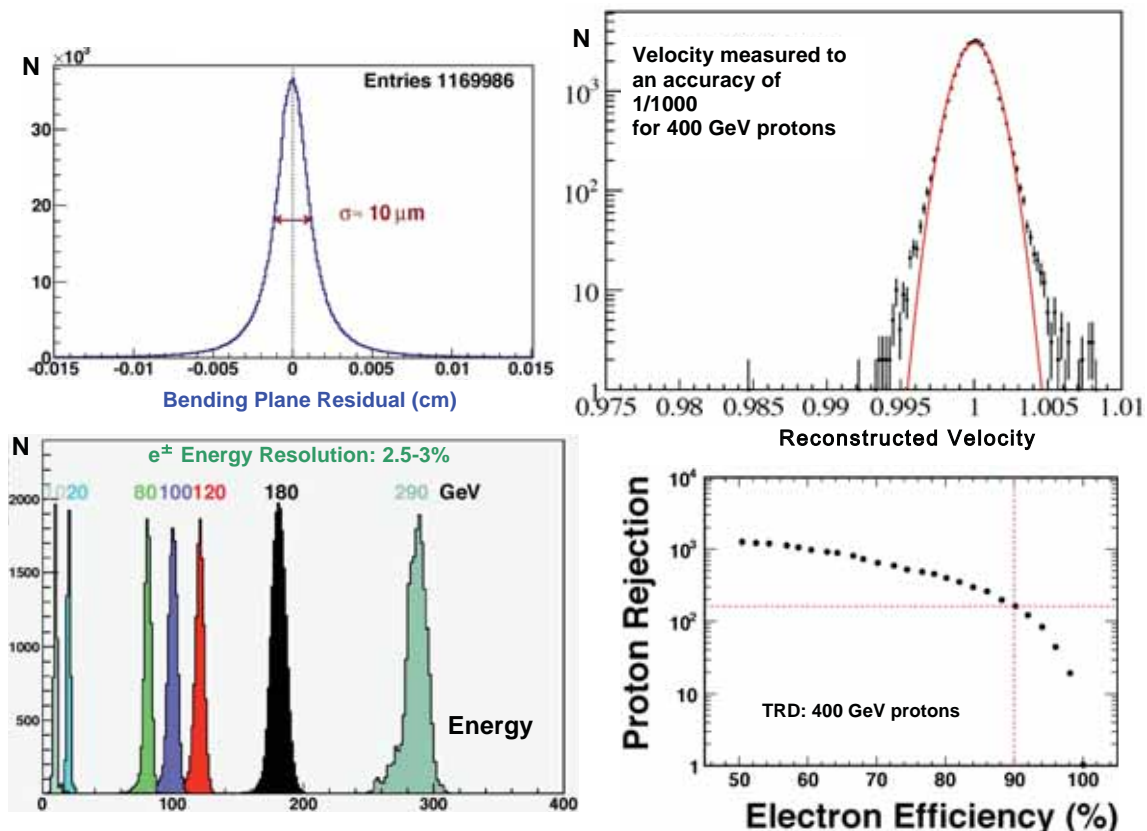 N
×10³
Entries 1169986
30
20
10
0
σ≈ 10 μm
-0.015
-0.01
-0.005
0
0.005
0.01
0.015
Bending Plane Residual (cm)
N
Velocity measured to
an accuracy of
1/1000
for 400 GeV protons
10³
10²
10
1
0.975
0.98
0.985
0.99
0.995
1
1.005
1.01
Reconstructed Velocity
N
e± Energy Resolution: 2.5-3%
10 20 80 100 120 180 290 GeV
2000
1500
1000
500
0
Energy
0
100
200
300
400
Proton Rejection
10⁴
10³
10²
10
1
TRD: 400 GeV protons
50
60
70
80
90
100
Electron Efficiency (%)